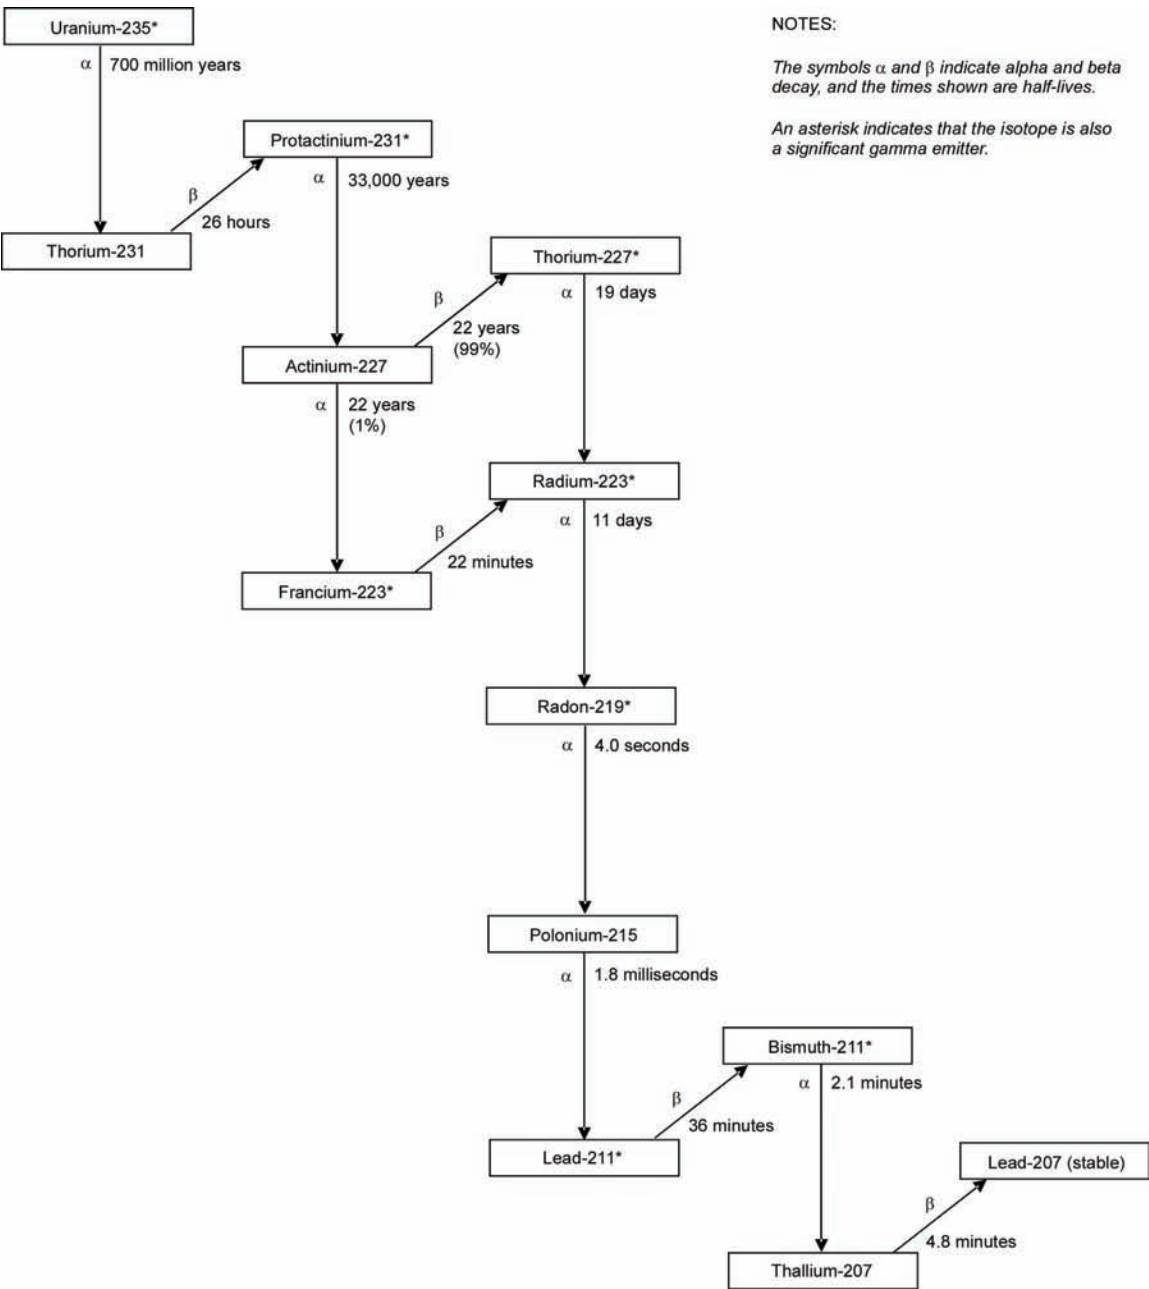 Uranium-235*
α 700 million years
NOTES:
The symbols α and β indicate alpha and beta
decay, and the times shown are half-lives.
An asterisk indicates that the isotope is also
a significant gamma emitter.
Protactinium-231*
α 33,000 years
β
26 hours
Thorium-231
Thorium-227*
α 19 days
β
22 years
(99%)
Actinium-227
α 22 years
(1%)
Radium-223*
α 11 days
β
22 minutes
Francium-223*
Radon-219*
α 4.0 seconds
Polonium-215
α 1.8 milliseconds
Bismuth-211*
α 2.1 minutes
β
36 minutes
Lead-211*
Lead-207 (stable)
β
4.8 minutes
Thallium-207